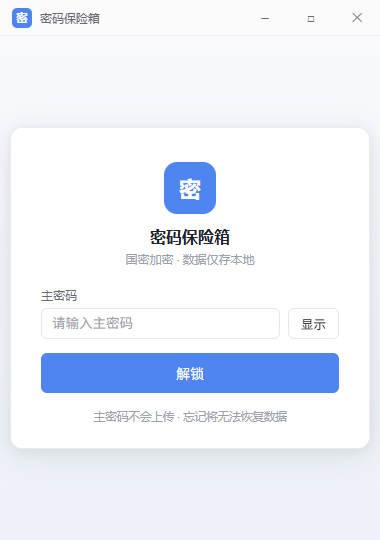 密 密码保险箱
密
密码保险箱
国密加密 · 数据仅存本地
主密码
请输入主密码 显示
解锁
主密码不会上传 · 忘记将无法恢复数据